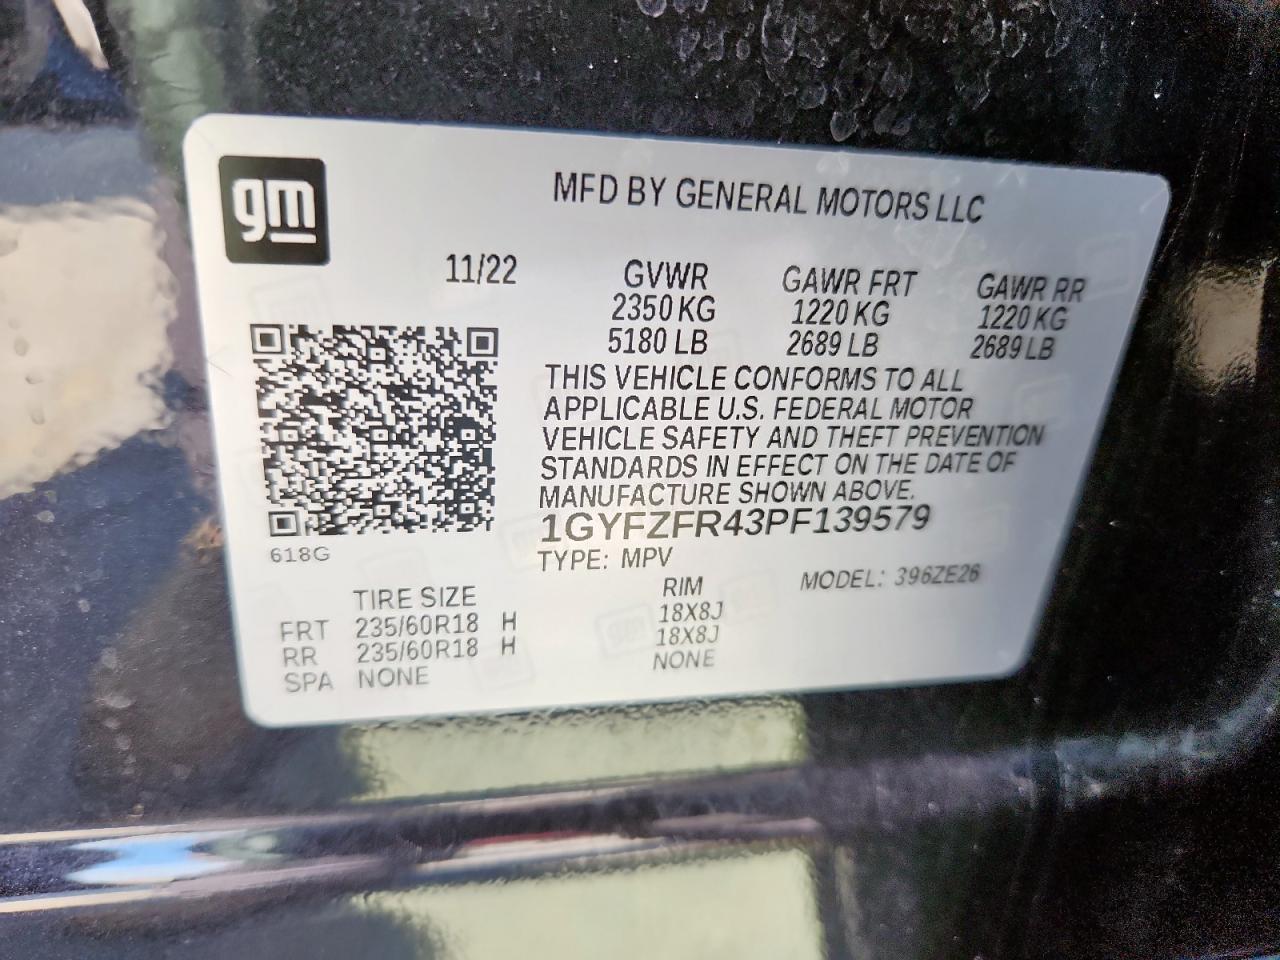 gm
MFD BY GENERAL MOTORS LLC
11/22 GVWR GAWR FRT GAWR RR
2350 KG 1220 KG 1220 KG
5180 LB 2689 LB 2689 LB
THIS VEHICLE CONFORMS TO ALL
APPLICABLE U.S. FEDERAL MOTOR
VEHICLE SAFETY AND THEFT PREVENTION
STANDARDS IN EFFECT ON THE DATE OF
MANUFACTURE SHOWN ABOVE.
1GYFZFR43PF139579
618G
TYPE: MPV MODEL: 396ZE26
TIRE SIZE RIM
FRT 235/60R18 H 18X8J
RR 235/60R18 H 18X8J
SPA NONE NONE